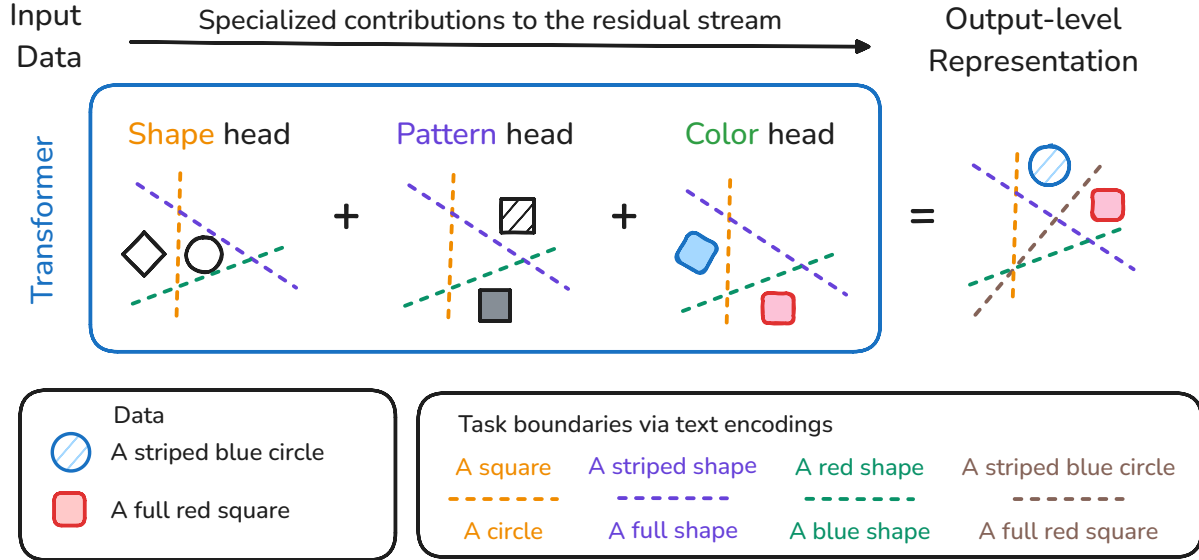 Input
Data
Specialized contributions to the residual stream
Output-level
Representation
Transformer
Shape head
Pattern head
Color head
+
+
=
Data
A striped blue circle
A full red square
Task boundaries via text encodings
A square
A striped shape
A red shape
A striped blue circle
A circle
A full shape
A blue shape
A full red square